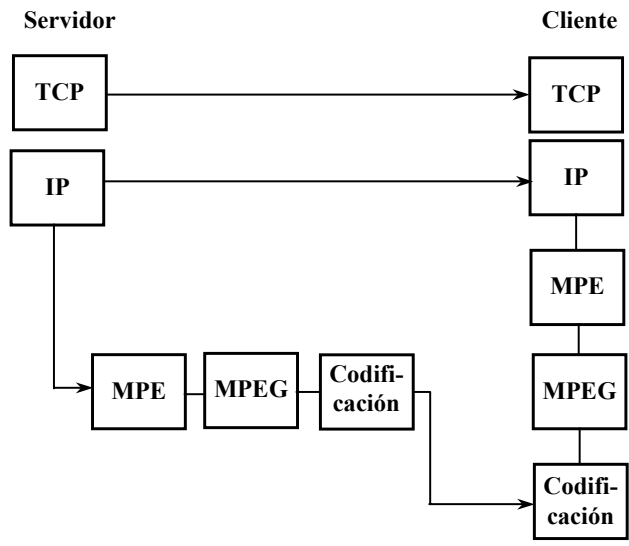 Servidor
Cliente
TCP
TCP
IP
IP
MPE
MPE
MPEG
Codifi-
cación
MPEG
Codifi-
cación